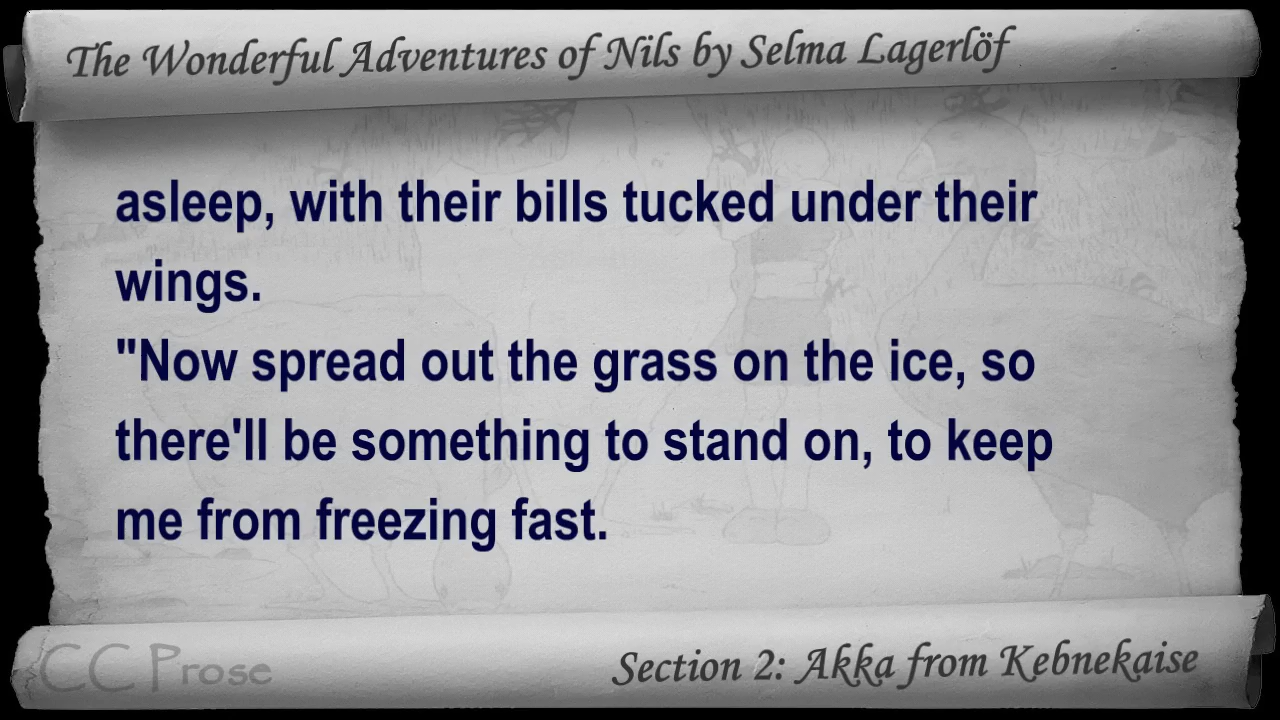 The Wonderful Adventures of Nils by Selma Lagerlöf
asleep, with their bills tucked under their
wings.
"Now spread out the grass on the ice, so
there'll be something to stand on, to keep
me from freezing fast.
CC Prose
Section 2: Akka from Kebnekaise